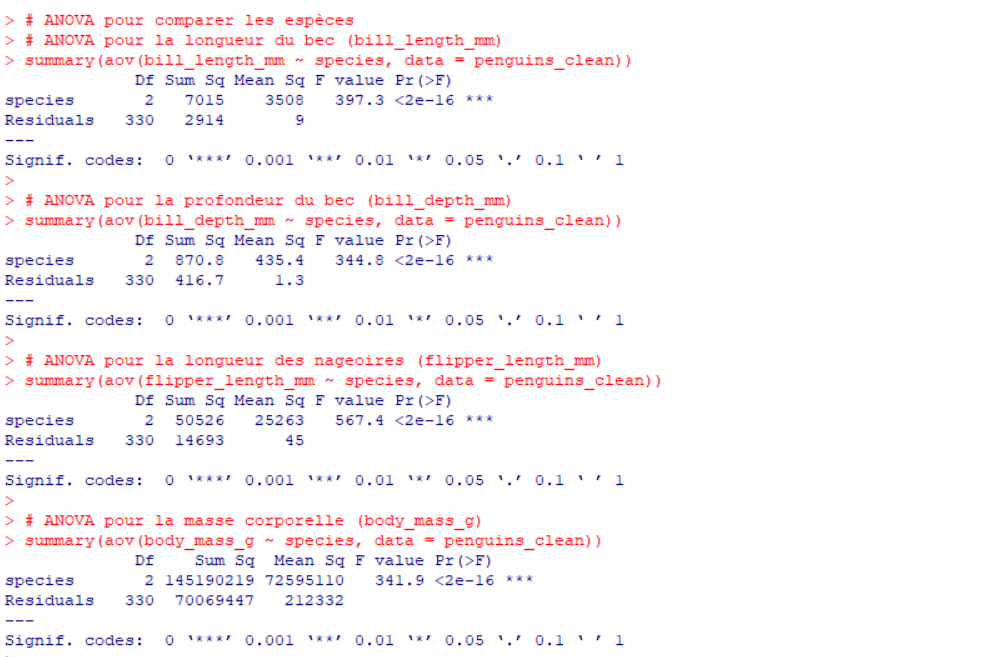 > # ANOVA pour comparer les espèces
> # ANOVA pour la longueur du bec (bill_length_mm)
> summary(aov(bill_length_mm ~ species, data = penguins_clean))
             Df Sum Sq Mean Sq F value Pr(>F)
species       2   7015    3508   397.3 <2e-16 ***
Residuals   330   2914       9
---
Signif. codes:  0 ‘***’ 0.001 ‘**’ 0.01 ‘*’ 0.05 ‘.’ 0.1 ‘ ’ 1
>
> # ANOVA pour la profondeur du bec (bill_depth_mm)
> summary(aov(bill_depth_mm ~ species, data = penguins_clean))
             Df Sum Sq Mean Sq F value Pr(>F)
species       2  870.8   435.4   344.8 <2e-16 ***
Residuals   330  416.7     1.3
---
Signif. codes:  0 ‘***’ 0.001 ‘**’ 0.01 ‘*’ 0.05 ‘.’ 0.1 ‘ ’ 1
>
> # ANOVA pour la longueur des nageoires (flipper_length_mm)
> summary(aov(flipper_length_mm ~ species, data = penguins_clean))
             Df Sum Sq Mean Sq F value Pr(>F)
species       2  50526   25263   567.4 <2e-16 ***
Residuals   330  14693      45
---
Signif. codes:  0 ‘***’ 0.001 ‘**’ 0.01 ‘*’ 0.05 ‘.’ 0.1 ‘ ’ 1
>
> # ANOVA pour la masse corporelle (body_mass_g)
> summary(aov(body_mass_g ~ species, data = penguins_clean))
             Df    Sum Sq  Mean Sq F value Pr(>F)
species       2 145190219 72595110   341.9 <2e-16 ***
Residuals   330  70069447   212332
---
Signif. codes:  0 ‘***’ 0.001 ‘**’ 0.01 ‘*’ 0.05 ‘.’ 0.1 ‘ ’ 1